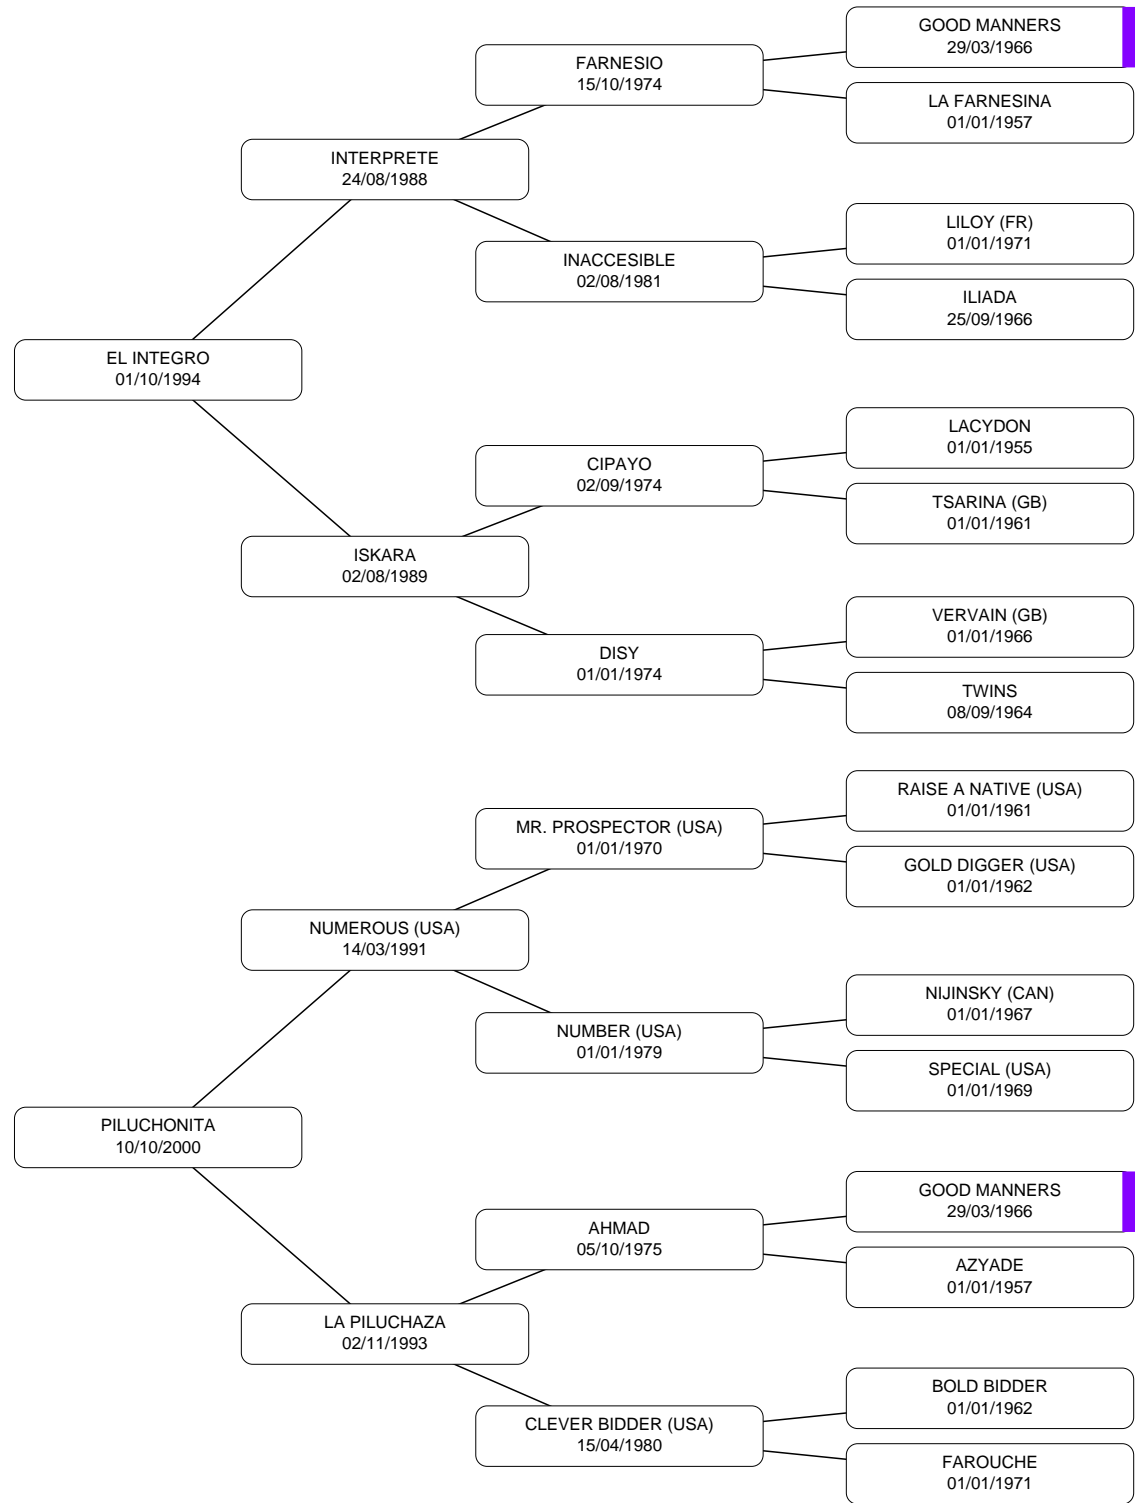 GOOD MANNERS
29/03/1966
FARNESIO
15/10/1974
LA FARNESINA
01/01/1957
INTERPRETE
24/08/1988
LILOY (FR)
01/01/1971
INACCESIBLE
02/08/1981
ILIADA
25/09/1966
EL INTEGRO
01/10/1994
LACYDON
01/01/1955
CIPAYO
02/09/1974
TSARINA (GB)
01/01/1961
ISKARA
02/08/1989
VERVAIN (GB)
01/01/1966
DISY
01/01/1974
TWINS
08/09/1964
RAISE A NATIVE (USA)
01/01/1961
MR. PROSPECTOR (USA)
01/01/1970
GOLD DIGGER (USA)
01/01/1962
NUMEROUS (USA)
14/03/1991
NIJINSKY (CAN)
01/01/1967
NUMBER (USA)
01/01/1979
SPECIAL (USA)
01/01/1969
PILUCHONITA
10/10/2000
GOOD MANNERS
29/03/1966
AHMAD
05/10/1975
AZYADE
01/01/1957
LA PILUCHAZA
02/11/1993
BOLD BIDDER
01/01/1962
CLEVER BIDDER (USA)
15/04/1980
FAROUCHE
01/01/1971